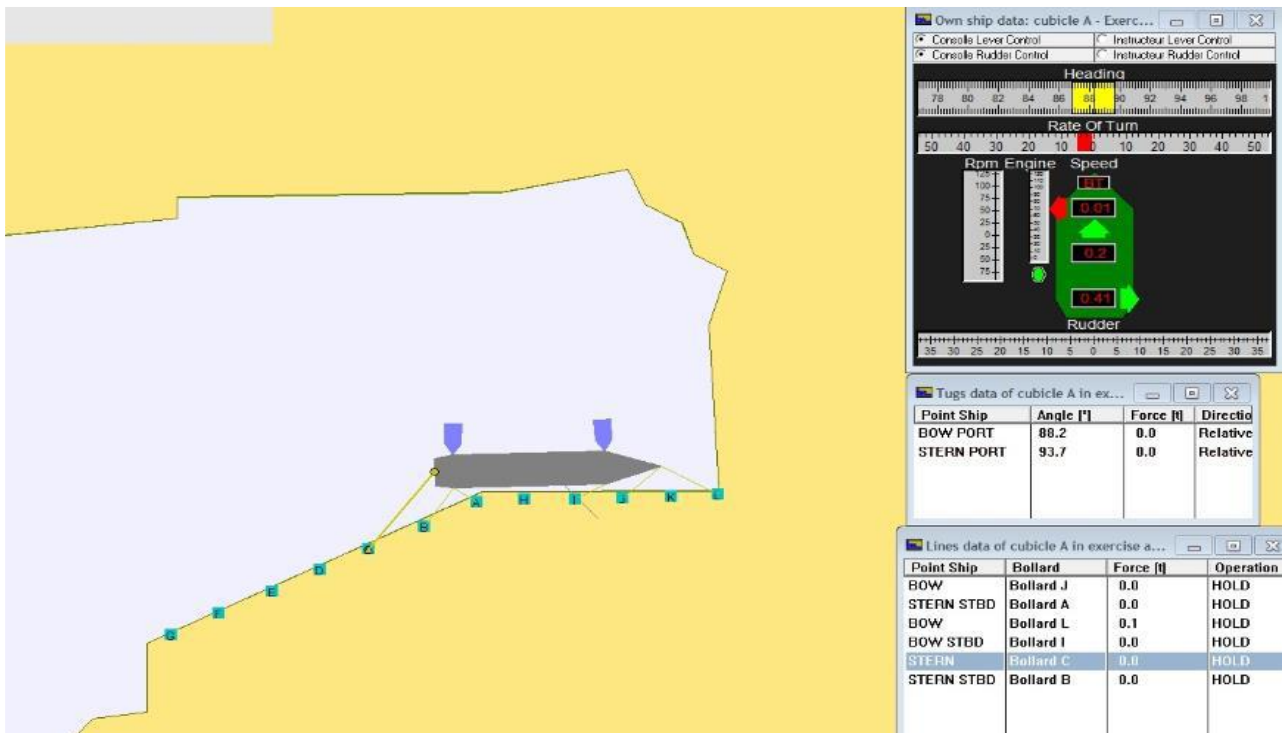 Own ship data: cubicle A - Exerc...
Console Lever Control Instructeur Lever Control
Console Rudder Control Instructeur Rudder Control
Heading
78 80 82 84 86 88 90 92 94 96 98 1
Rate Of Turn
50 40 30 20 10 0 10 20 30 40 50
Rpm Engine Speed
125
100
75
50
25
0
25
50
75
BT
0.01
0.2
0.41
Rudder
35 30 25 20 15 10 5 0 5 10 15 20 25 30 35
Tugs data of cubicle A in ex...
Point Ship Angle [°] Force [t] Directio
BOW PORT 88.2 0.0 Relative
STERN PORT 93.7 0.0 Relative
Lines data of cubicle A in exercise a...
Point Ship Bollard Force [t] Operation
BOW Bollard J 0.0 HOLD
STERN STBD Bollard A 0.0 HOLD
BOW Bollard L 0.1 HOLD
BOW STBD Bollard I 0.0 HOLD
STERN Bollard C 0.0 HOLD
STERN STBD Bollard B 0.0 HOLD
A H I J K L
B
D
E
F
G